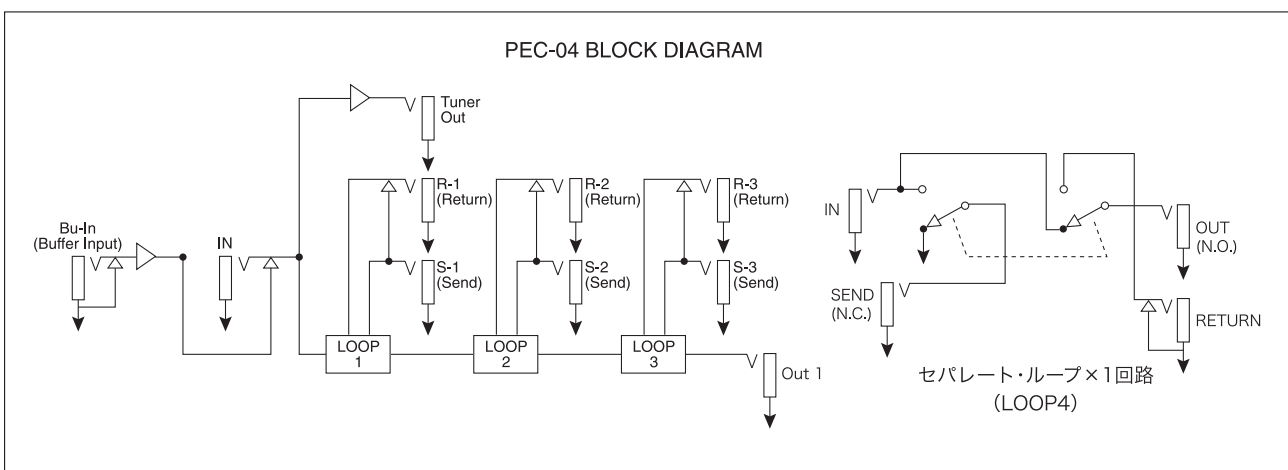 PEC-04 BLOCK DIAGRAM
Tuner
Out
R-1
(Return)
R-2
(Return)
R-3
(Return)
Bu-In
(Buffer Input)
IN
S-1
(Send)
S-2
(Send)
S-3
(Send)
LOOP
1
LOOP
2
LOOP
3
Out 1
IN
OUT
(N.O.)
SEND
(N.C.)
RETURN
セパレート・ループ×1回路
(LOOP4)